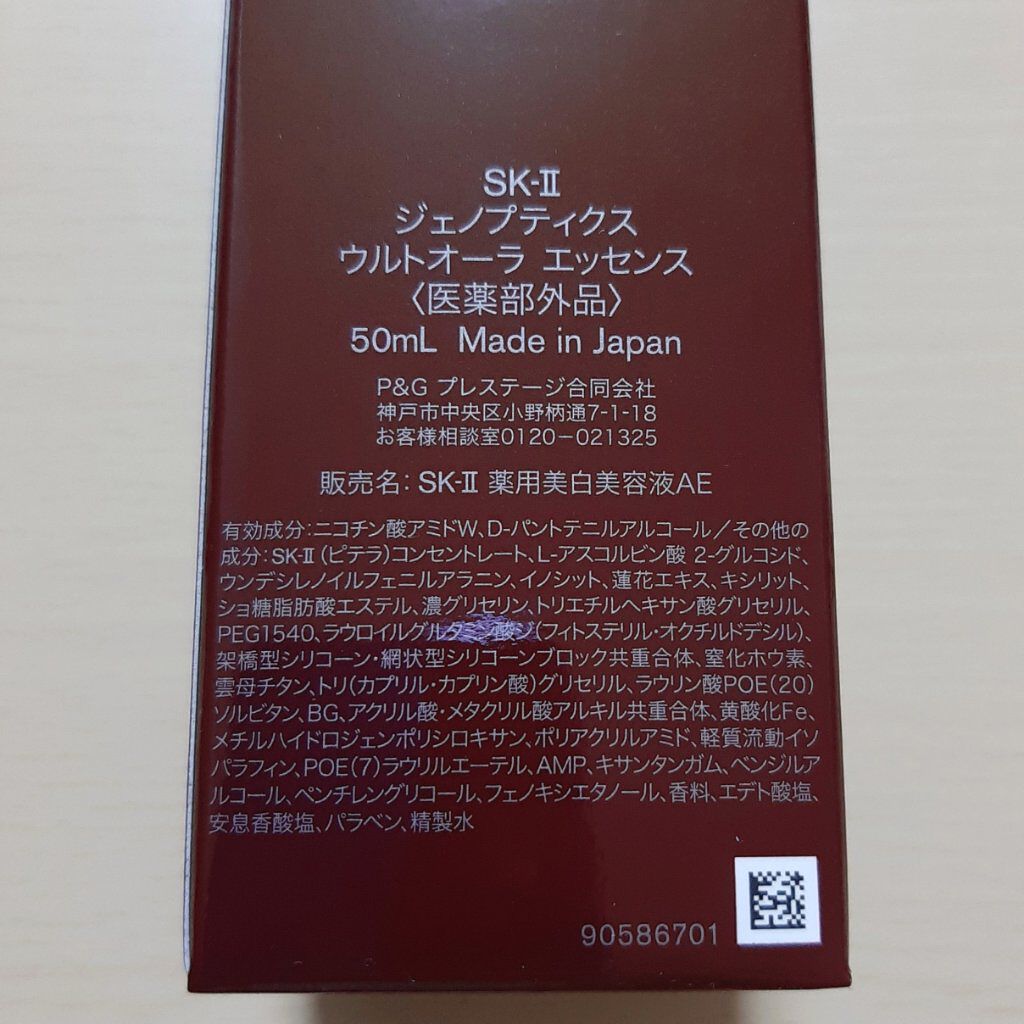 SK-Ⅱ
ジェノプティクス
ウルトオーラ エッセンス
〈医薬部外品〉
50mL Made in Japan
P&G プレステージ合同会社
神戸市中央区小野柄通7-1-18
お客様相談室0120-021325
販売名：SK-Ⅱ 薬用美白美容液AE
有効成分：ニコチン酸アミドW、D-パントテニルアルコール／その他の
成分：SK-Ⅱ（ピテラ）コンセントレート、L-アスコルビン酸 2-グルコシド、
ウンデシレノイルフェニルアラニン、イノシット、蓮花エキス、キシリット、
ショ糖脂肪酸エステル、濃グリセリン、トリエチルヘキサン酸グリセリル、
PEG1540、ラウロイルグルタミン酸ジ（フィトステリル・オクチルドデシル）、
架橋型シリコーン・網状型シリコーンブロック共重合体、窒化ホウ素、
雲母チタン、トリ（カプリル・カプリン酸）グリセリル、ラウリン酸POE（20）
ソルビタン、BG、アクリル酸・メタクリル酸アルキル共重合体、黄酸化Fe、
メチルハイドロジェンポリシロキサン、ポリアクリルアミド、軽質流動イソ
パラフィン、POE（7）ラウリルエーテル、AMP、キサンタンガム、ベンジルア
ルコール、ペンチレングリコール、フェノキシエタノール、香料、エデト酸塩、
安息香酸塩、パラベン、精製水
90586701